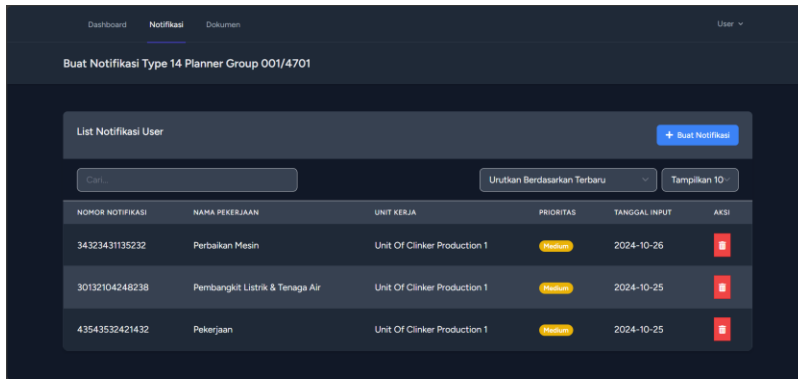 Dashboard Notifikasi Dokumen User
Buat Notifikasi Type 14 Planner Group 001/4701
List Notifikasi User + Buat Notifikasi
Cari... Urutkan Berdasarkan Terbaru Tampilkan 10
NOMOR NOTIFIKASI NAMA PEKERJAAN UNIT KERJA PRIORITAS TANGGAL INPUT AKSI
34323431135232 Perbaikan Mesin Unit Of Clinker Production 1 Medium 2024-10-26
30132104248238 Pembangkit Listrik & Tenaga Air Unit Of Clinker Production 1 Medium 2024-10-25
43543532421432 Pekerjaan Unit Of Clinker Production 1 Medium 2024-10-25